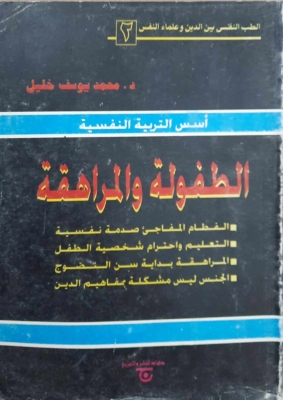 الطب النفسي بين الدين وعلماء النفس
٢
د. محمد يوسف خليل
أسس التربية النفسية
الطفولة والمراهقة
الفطام المفاجئ صدمة نفسية
التعليم واحترام شخصية الطفل
المراهقة بداية سن النضوج
الجنس ليس مشكلة بمفاهيم الدين